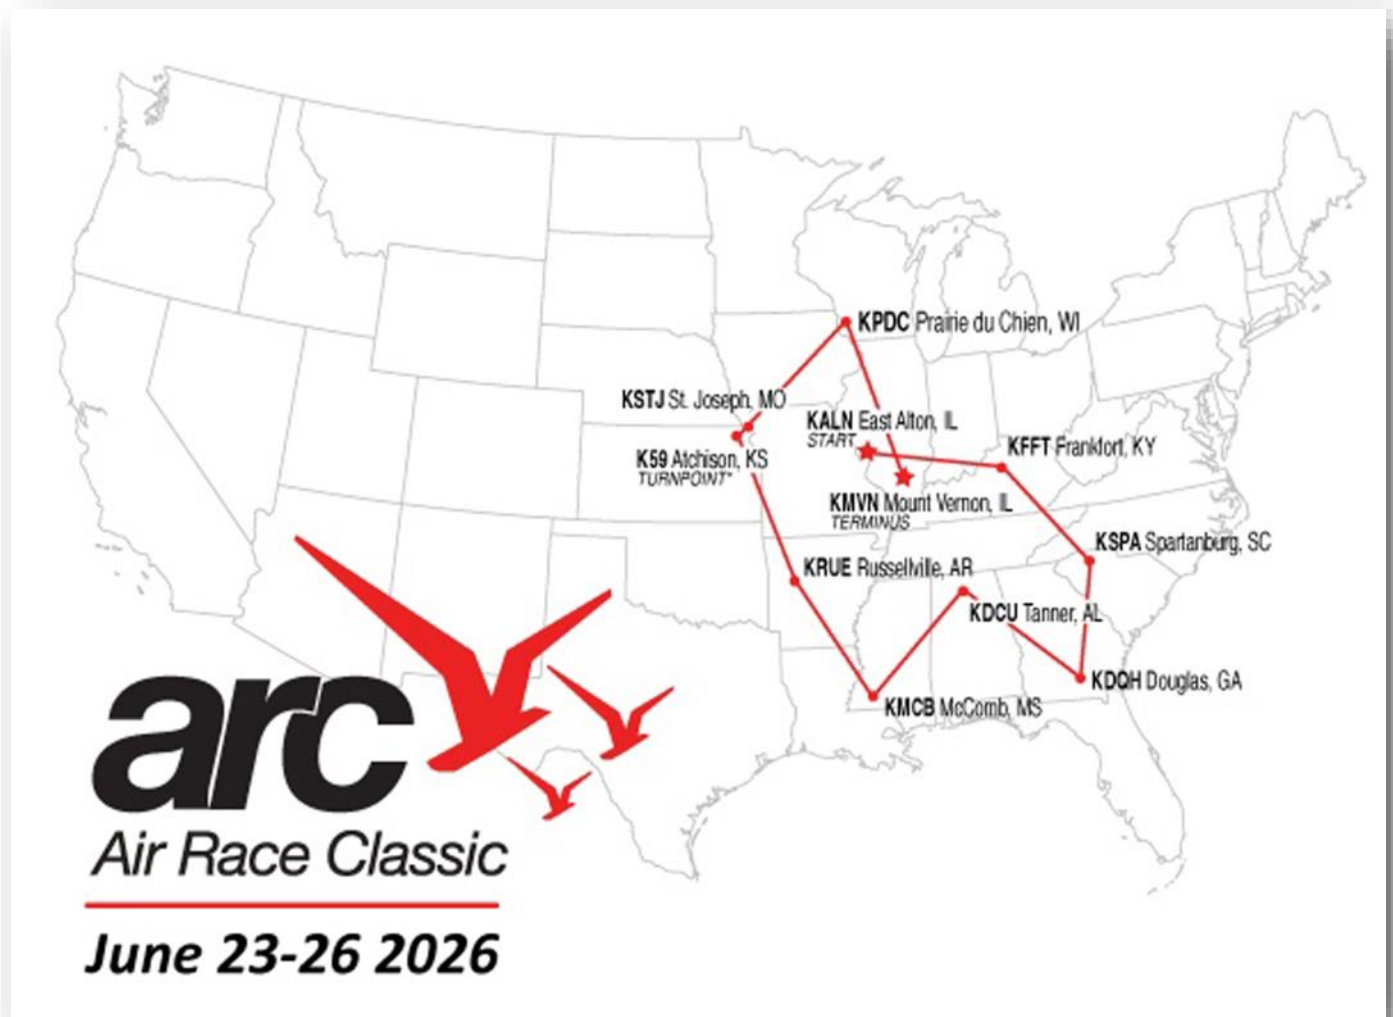 KPDC Prairie du Chien, WI
KSTJ St. Joseph, MO
KALN East Alton, IL
START
KFFT Frankfort, KY
K59 Atchison, KS
TURNPOINT*
KMVN Mount Vernon, IL
TERMINUS
KSPA Spartanburg, SC
KRUE Russellville, AR
KDCU Tanner, AL
KDQH Douglas, GA
KMCB McComb, MS
arc
Air Race Classic
June 23-26 2026